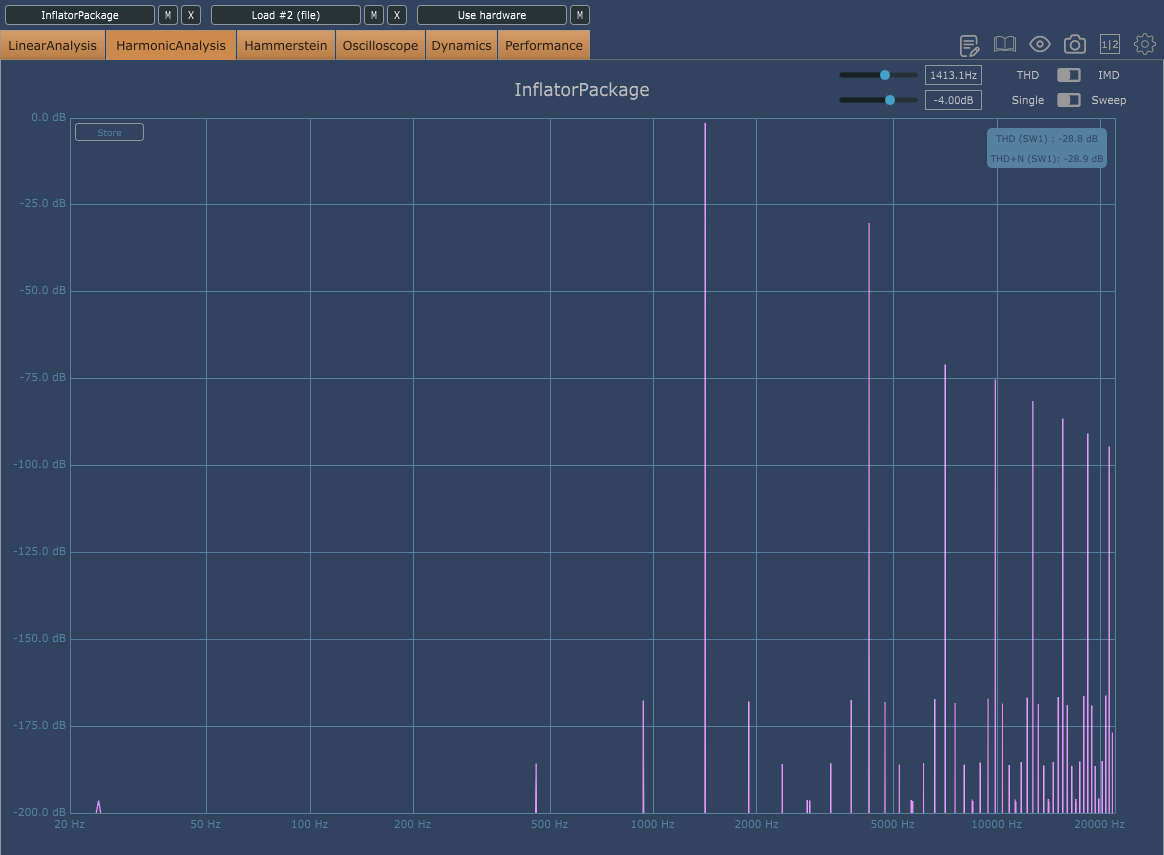 InflatorPackage M X Load #2 (file) M X Use hardware M
LinearAnalysis HarmonicAnalysis Hammerstein Oscilloscope Dynamics Performance 1|2
InflatorPackage
1413.1Hz THD IMD
-4.00dB Single Sweep
Store
THD (SW1) : -28.8 dB
THD+N (SW1): -28.9 dB
0.0 dB
-25.0 dB
-50.0 dB
-75.0 dB
-100.0 dB
-125.0 dB
-150.0 dB
-175.0 dB
-200.0 dB
20 Hz 50 Hz 100 Hz 200 Hz 500 Hz 1000 Hz 2000 Hz 5000 Hz 10000 Hz 20000 Hz